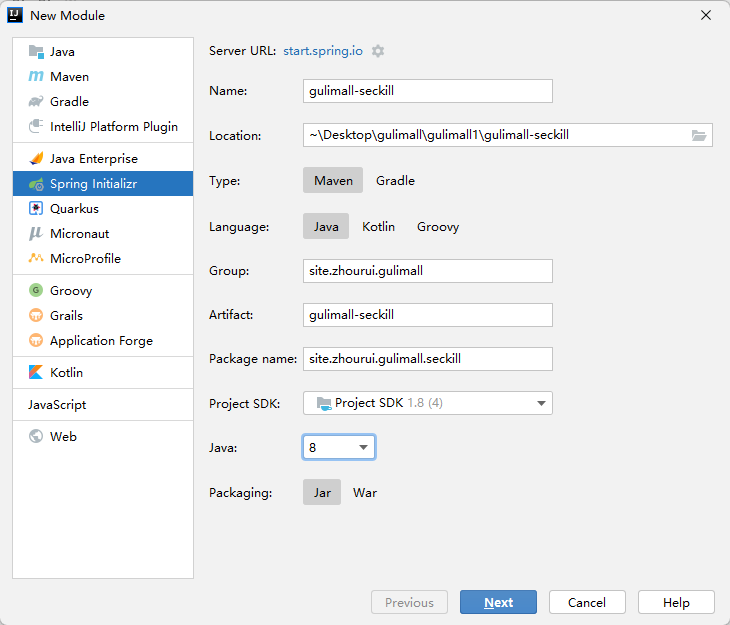 New Module
Java
Maven
Gradle
IntelliJ Platform Plugin
Java Enterprise
Spring Initializr
Quarkus
Micronaut
MicroProfile
Groovy
Grails
Application Forge
Kotlin
JavaScript
Web
Server URL: start.spring.io
Name: gulimall-seckill
Location: ~\Desktop\gulimall\gulimall1\gulimall-seckill
Type: Maven Gradle
Language: Java Kotlin Groovy
Group: site.zhourui.gulimall
Artifact: gulimall-seckill
Package name: site.zhourui.gulimall.seckill
Project SDK: Project SDK 1.8 (4)
Java: 8
Packaging: Jar War
Previous Next Cancel Help